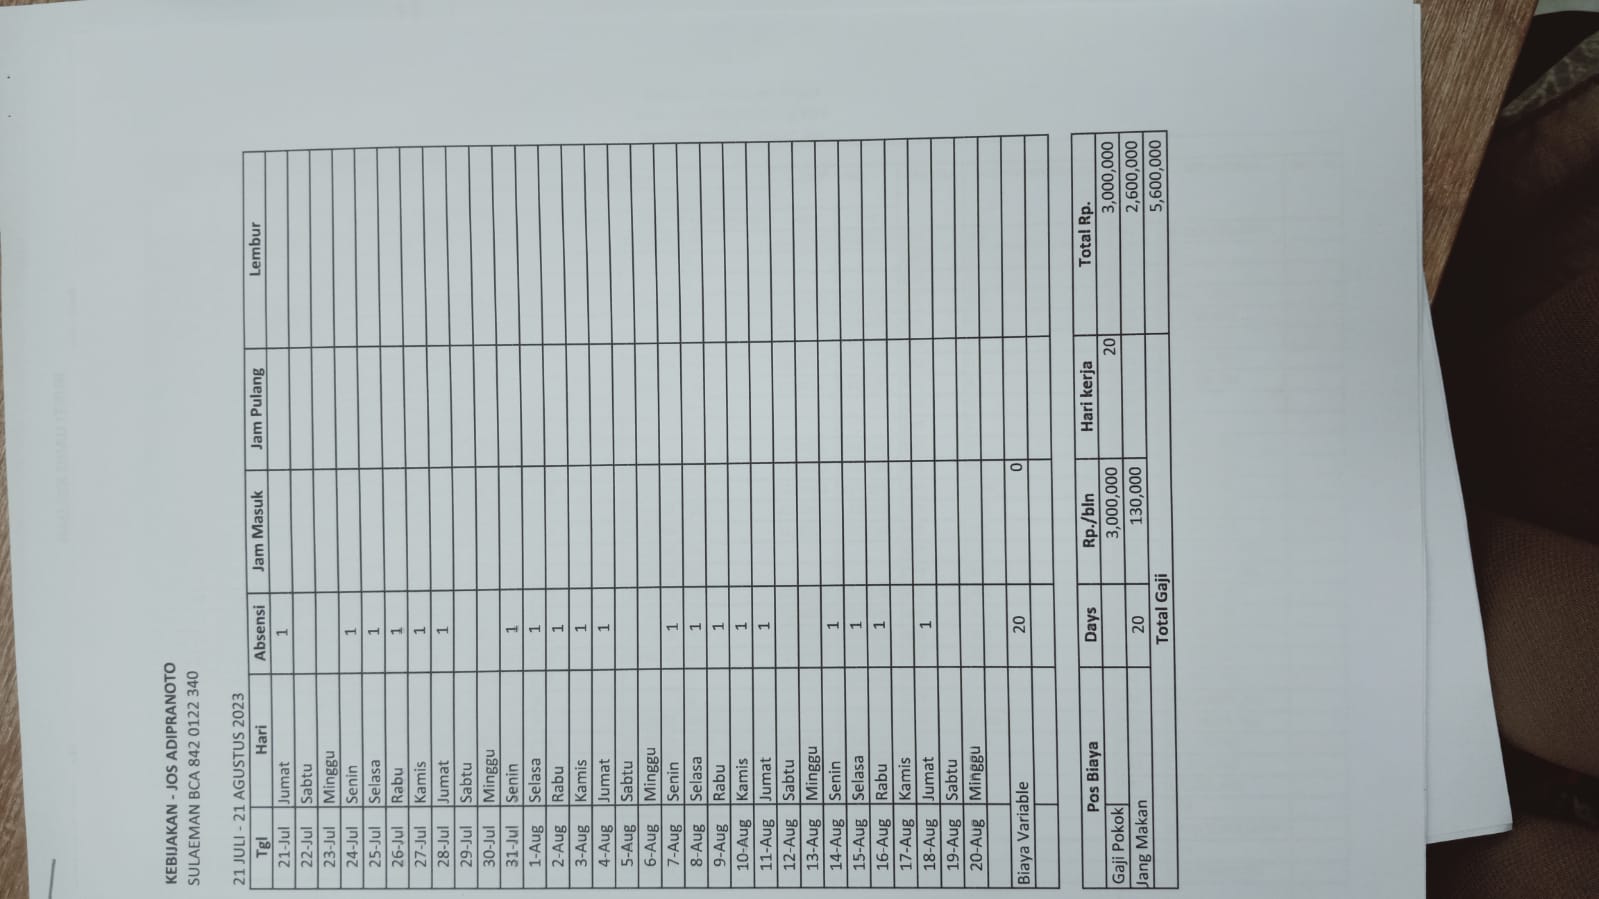 KEBIJAKAN - JOS ADIPRANOTO
SULAEMAN BCA 842 0122 340
21 JULI - 21 AGUSTUS 2023
Tgl Hari Absensi Jam Masuk Jam Pulang Lembur
21-Jul Jumat 1
22-Jul Sabtu
23-Jul Minggu
24-Jul Senin 1
25-Jul Selasa 1
26-Jul Rabu 1
27-Jul Kamis 1
28-Jul Jumat 1
29-Jul Sabtu
30-Jul Minggu
31-Jul Senin 1
1-Aug Selasa 1
2-Aug Rabu 1
3-Aug Kamis 1
4-Aug Jumat 1
5-Aug Sabtu
6-Aug Minggu
7-Aug Senin 1
8-Aug Selasa 1
9-Aug Rabu 1
10-Aug Kamis 1
11-Aug Jumat 1
12-Aug Sabtu
13-Aug Minggu
14-Aug Senin 1
15-Aug Selasa 1
16-Aug Rabu 1
17-Aug Kamis
18-Aug Jumat 1
19-Aug Sabtu
20-Aug Minggu
Biaya Variable 20 0
Pos Biaya Days Rp./bln Hari kerja Total Rp.
Gaji Pokok 3,000,000 20 3,000,000
Jang Makan 20 130,000 2,600,000
Total Gaji 5,600,000